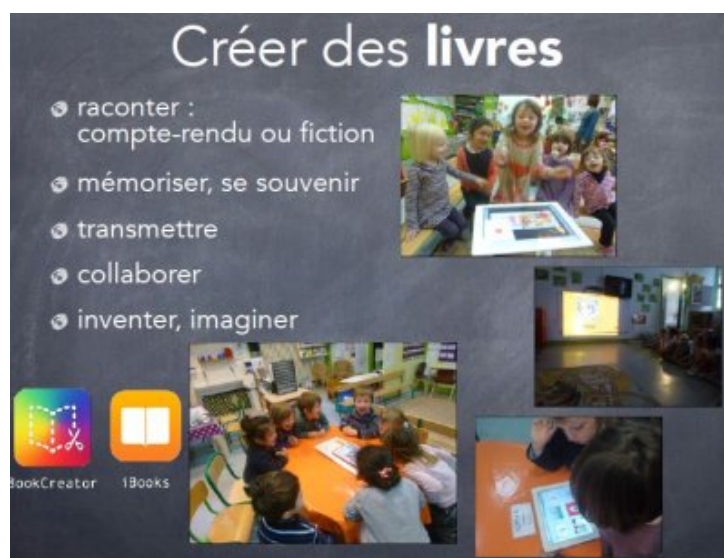 Créer des livres
raconter :
compte-rendu ou fiction
mémoriser, se souvenir
transmettre
collaborer
inventer, imaginer
BookCreator
iBooks